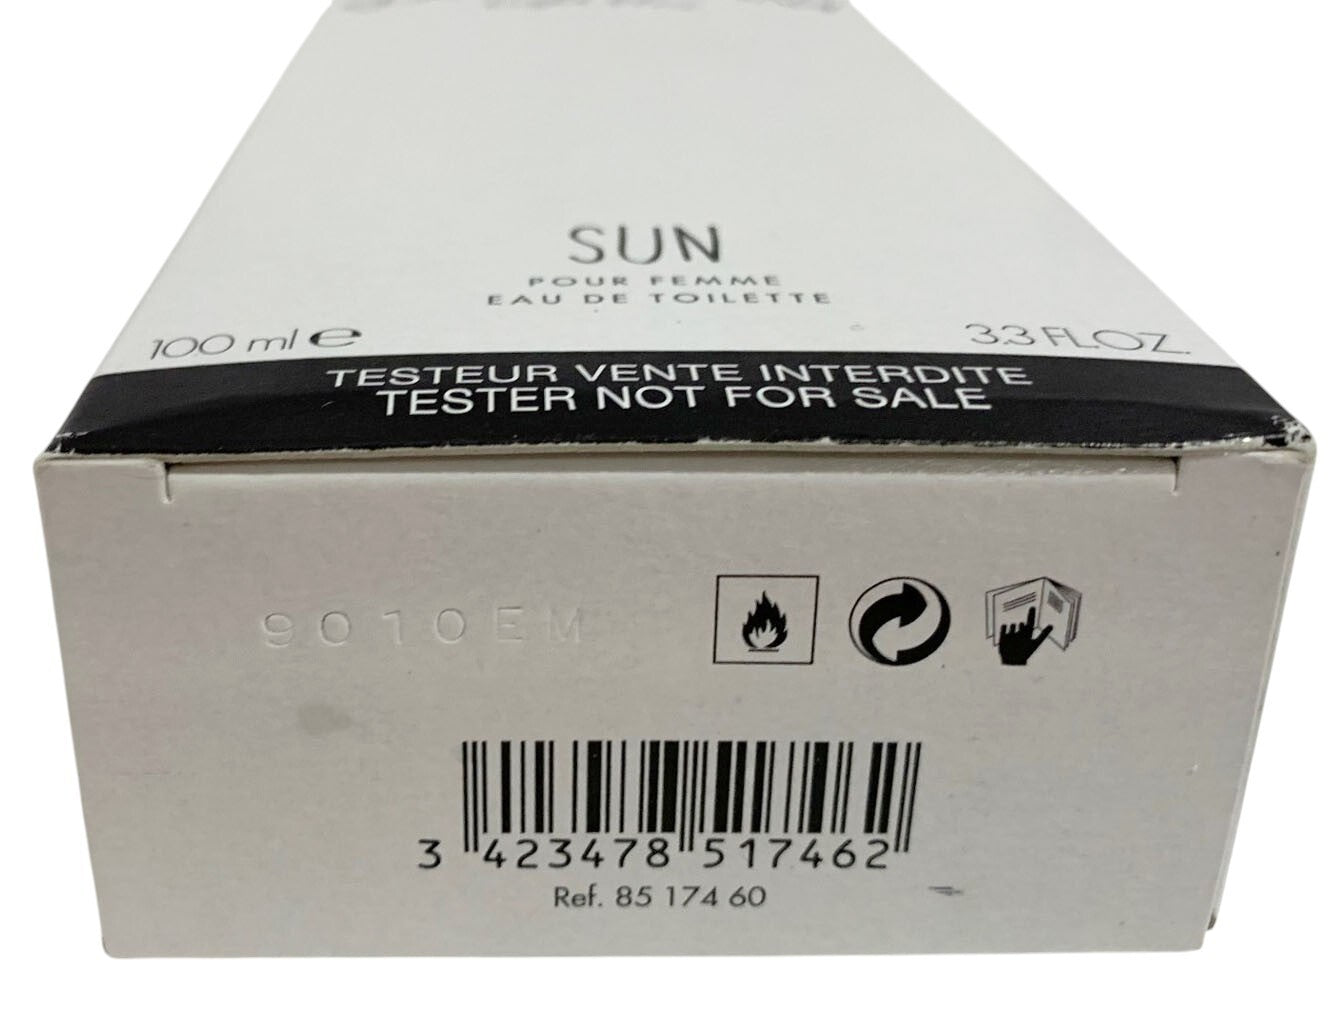 SUN
POUR FEMME
EAU DE TOILETTE
100 ml e
3.3 FL.OZ.
TESTEUR VENTE INTERDITE
TESTER NOT FOR SALE
9010EM
3 423478 517462
Ref. 85 174 60